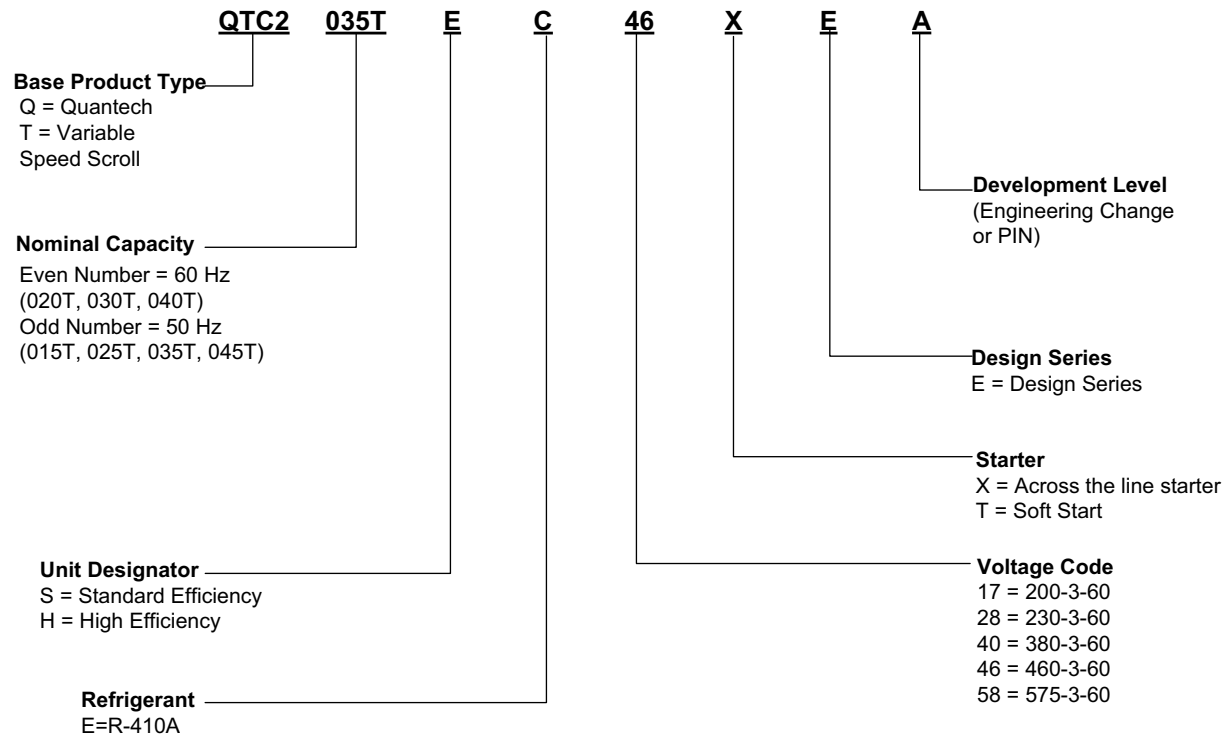 QTC2 035T E C 46 X E A
Base Product Type
Q = Quantech
T = Variable
Speed Scroll
Nominal Capacity
Even Number = 60 Hz
(020T, 030T, 040T)
Odd Number = 50 Hz
(015T, 025T, 035T, 045T)
Unit Designator
S = Standard Efficiency
H = High Efficiency
Refrigerant
E=R-410A
Development Level
(Engineering Change
or PIN)
Design Series
E = Design Series
Starter
X = Across the line starter
T = Soft Start
Voltage Code
17 = 200-3-60
28 = 230-3-60
40 = 380-3-60
46 = 460-3-60
58 = 575-3-60